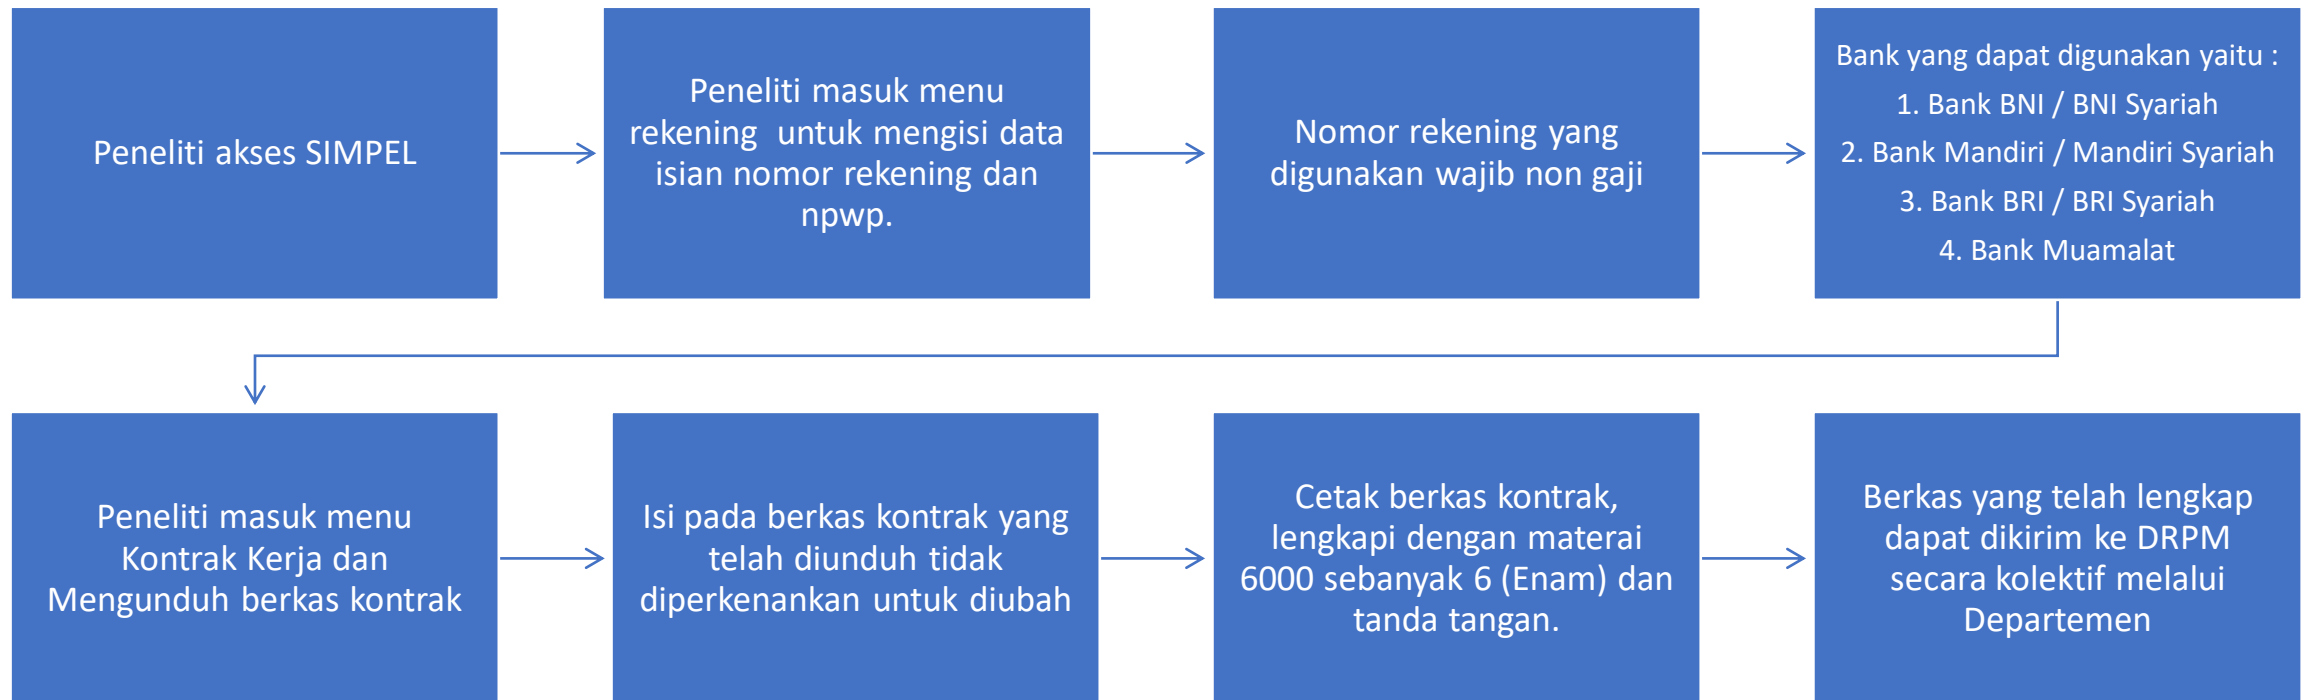 Peneliti akses SIMPEL
Peneliti masuk menu
rekening  untuk mengisi data
isian nomor rekening dan
npwp.
Nomor rekening yang
digunakan wajib non gaji
Bank yang dapat digunakan yaitu :
1. Bank BNI / BNI Syariah
2. Bank Mandiri / Mandiri Syariah
3. Bank BRI / BRI Syariah
4. Bank Muamalat
Peneliti masuk menu
Kontrak Kerja dan
Mengunduh berkas kontrak
Isi pada berkas kontrak yang
telah diunduh tidak
diperkenankan untuk diubah
Cetak berkas kontrak,
lengkapi dengan materai
6000 sebanyak 6 (Enam) dan
tanda tangan.
Berkas yang telah lengkap
dapat dikirim ke DRPM
secara kolektif melalui
Departemen